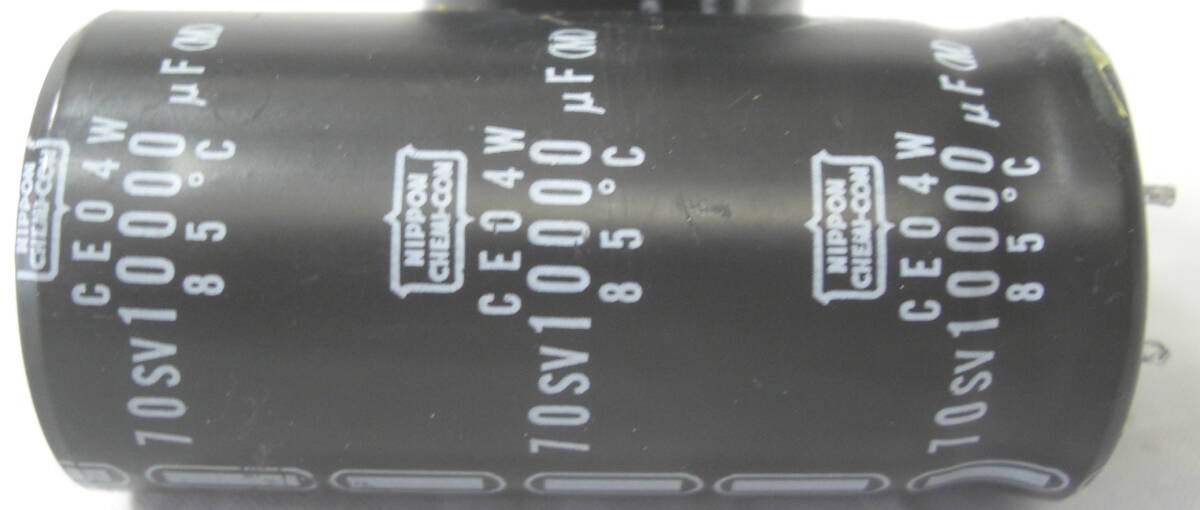 NIPPON
CHEMI-CON
CE04W
70SV10000μF(M)
85°C
NIPPON
CHEMI-CON
CE04W
70SV10000μF(M)
85°C
NIPPON
CHEMI-CON
CE04W
70SV10000μF(M)
85°C